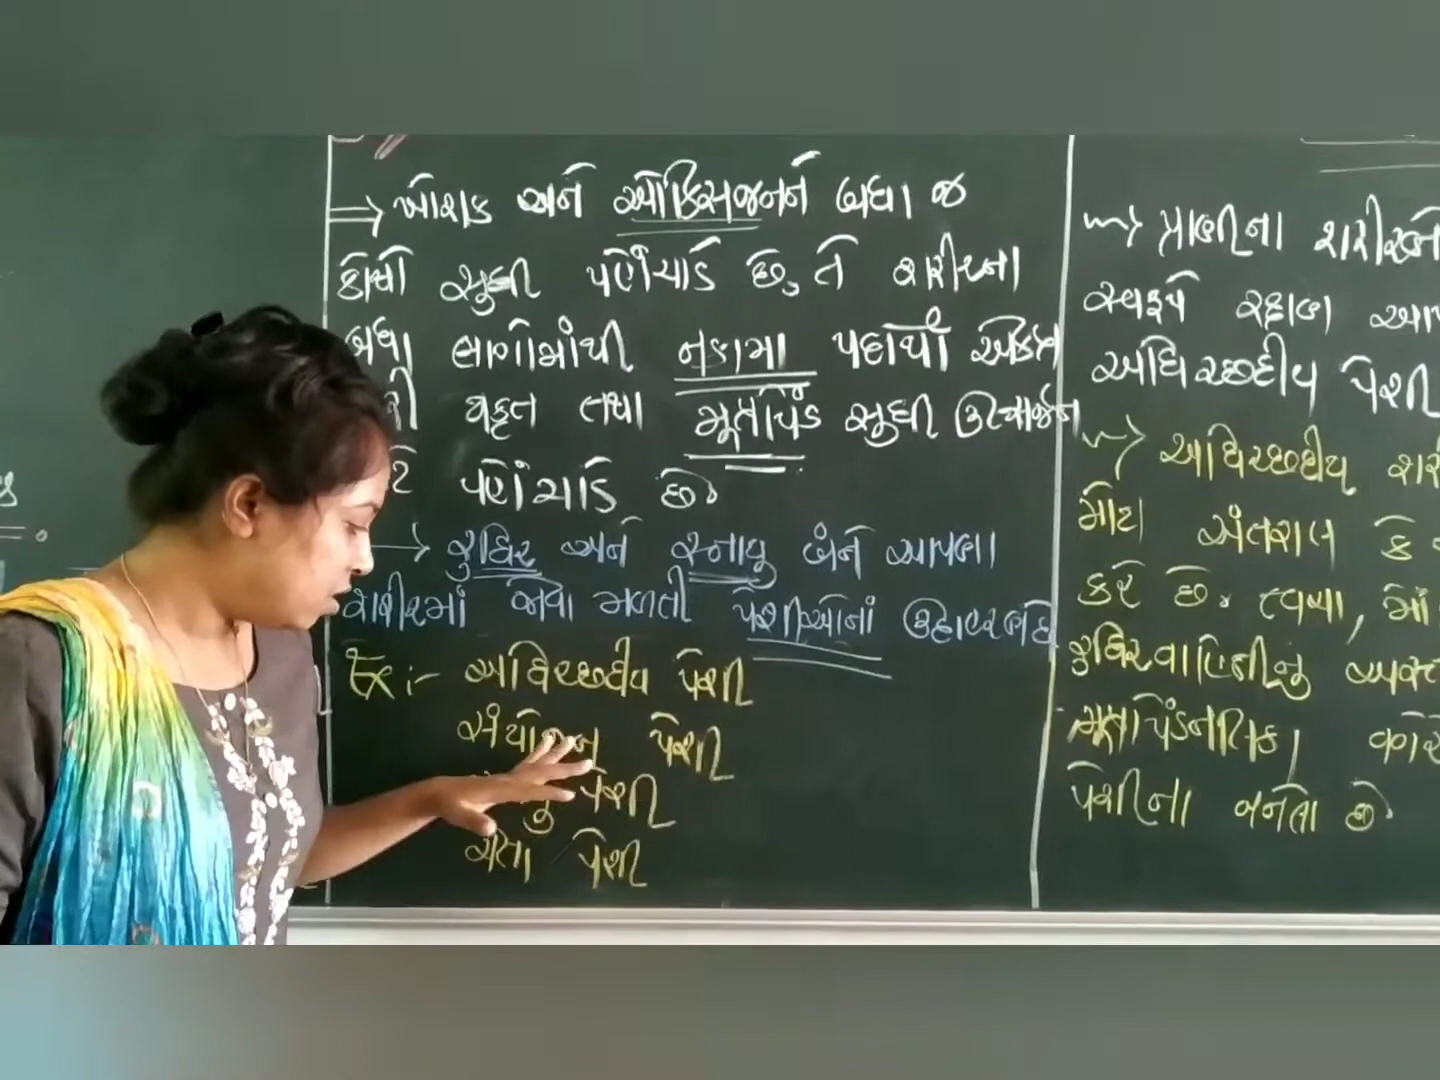 ખોરાક અને ઓક્સિજનને બધા જ
કોષો સુધી પહોંચાડે છે, તે શરીરના
બધા ભાગોમાંથી નકામા પદાર્થો એકત્ર
યકૃત તથા મૂત્રપિંડ સુધી ઉત્સર્જન
પહોંચાડે છે.
રુધિર અને સ્નાયુ બંને આપણા
શરીરમાં જોવા મળતી પેશીઓનાં ઉદાહરણ છે
Ex :- અધિચ્છદીય પેશી
સંયોજક પેશી
પેશી
ચેતા પેશી
પ્રાણીના શરીરને
સ્વરૂપે રહેલા
અધિચ્છદીય પેશી
અધિચ્છદીય
મોટા અંતરાલ કે
કરે છે. ત્વચા,
રુધિરવાહિનીનું
મૂત્રપિંડનલિકા
પેશીના બનેલા છે